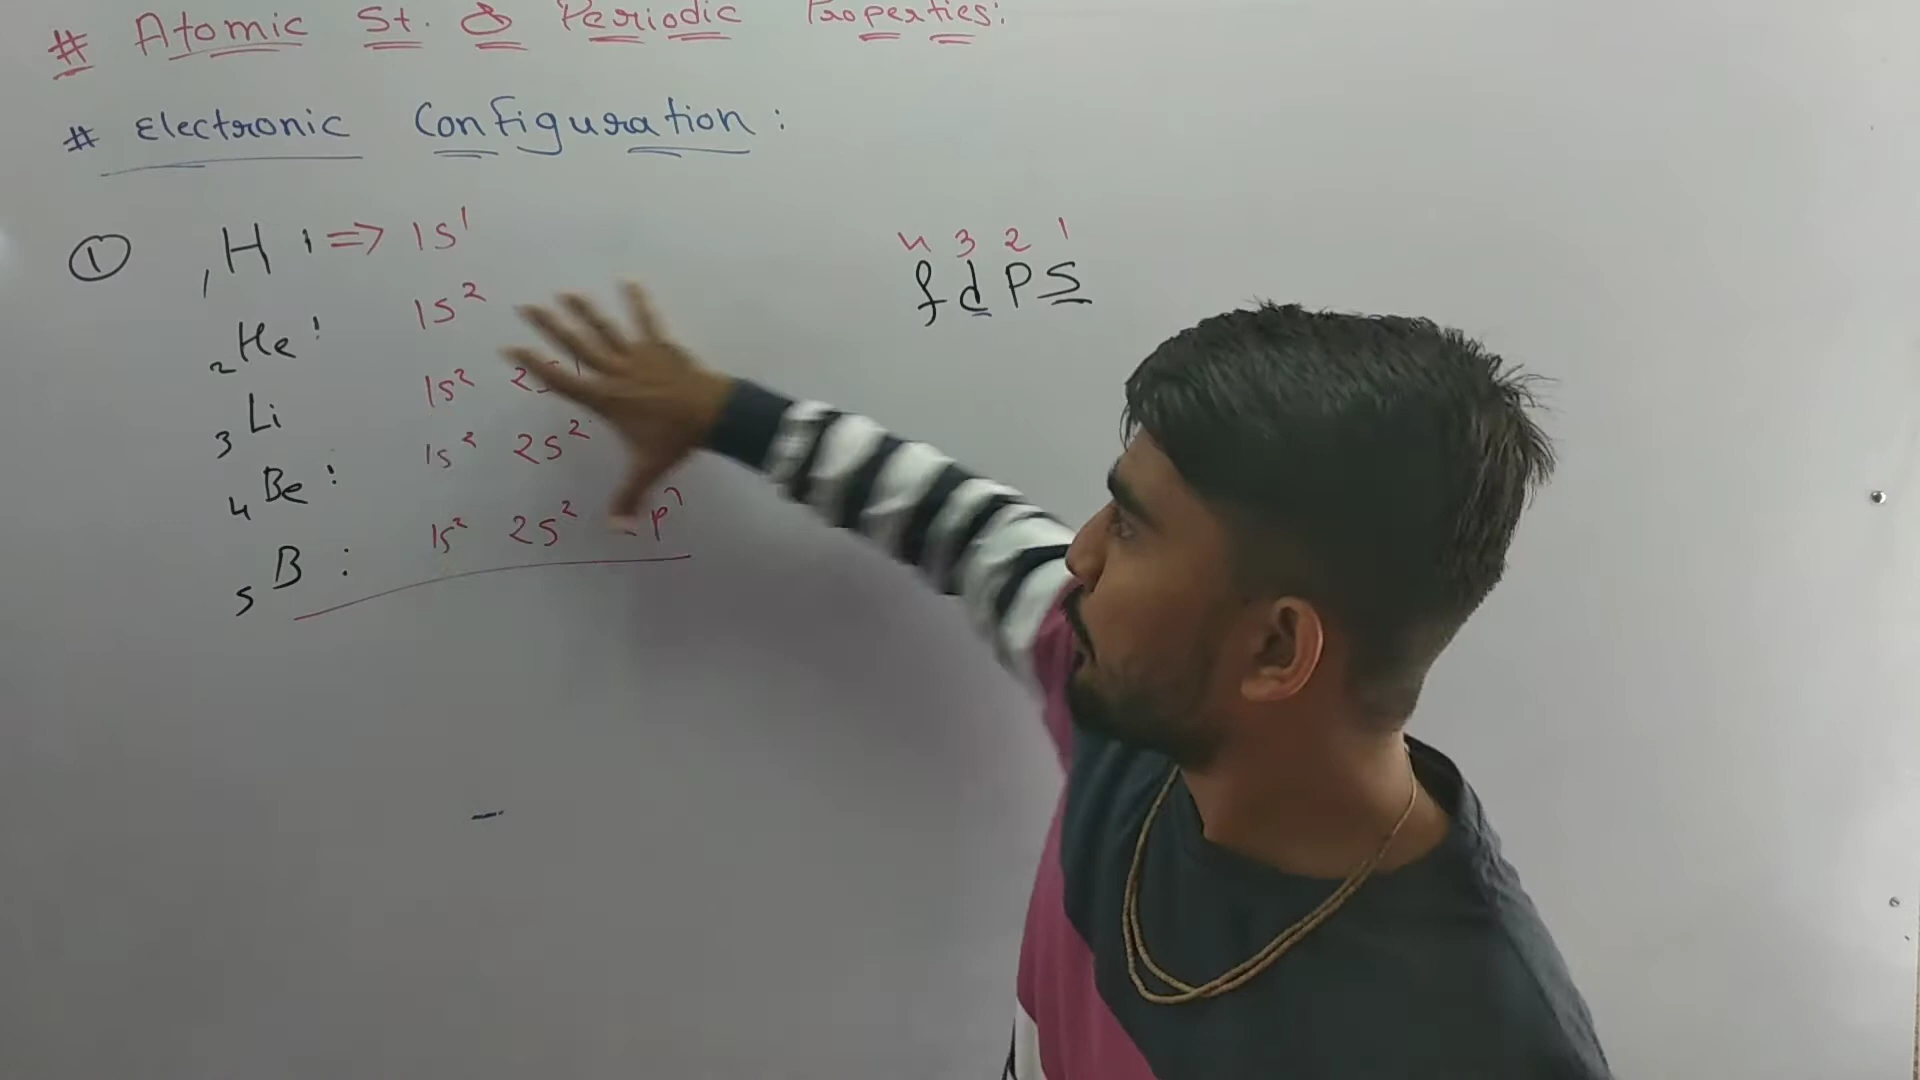 # Atomic St. & Periodic Properties:
# Electronic Configuration:
① ₁H : => 1s¹
₂He : 1s²
₃Li 1s² 2s¹
₄Be : 1s² 2s²
₅B : 1s² 2s² p¹
4 3 2 1
f d p s